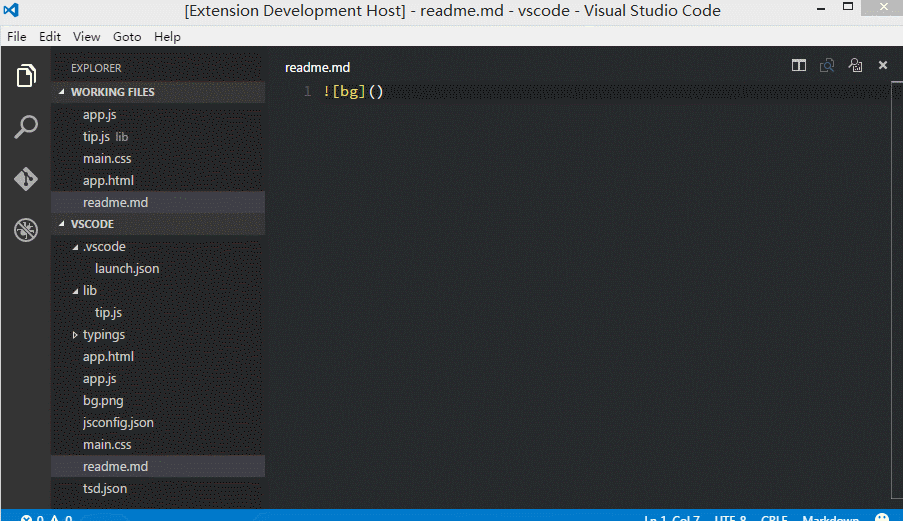 [Extension Development Host] - readme.md - vscode - Visual Studio Code
File Edit View Goto Help
EXPLORER
WORKING FILES
app.js
tip.js lib
main.css
app.html
readme.md
VSCODE
.vscode
launch.json
lib
tip.js
typings
app.html
app.js
bg.png
jsconfig.json
main.css
readme.md
tsd.json
readme.md
1 ![bg]()
0 0 Ln 1, Col 7 UTF-8 CRLF Markdown